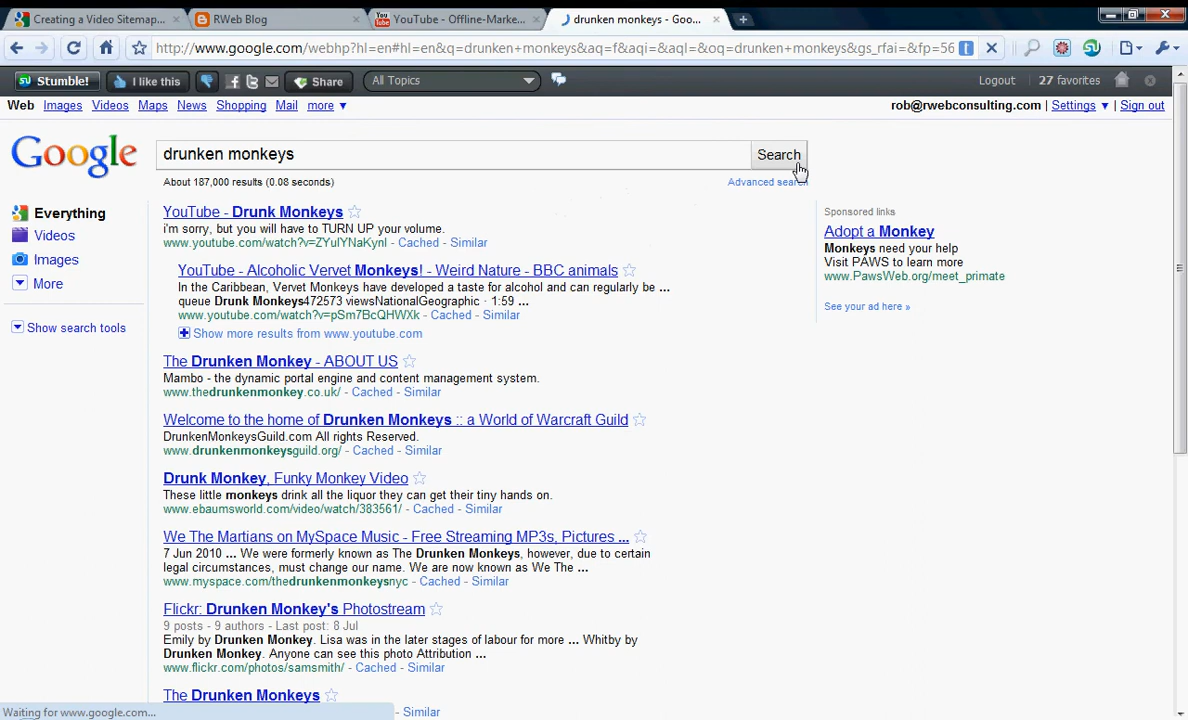 Creating a Video Sitemap...
RWeb Blog
YouTube - Offline-Marke...
drunken monkeys - Goo...
http://www.google.com/webhp?hl=en#hl=en&q=drunken+monkeys&aq=f&aqi=&aql=&oq=drunken+monkeys&gs_rfai=&fp=56
Stumble! I like this Share All Topics Logout 27 favorites
Web Images Videos Maps News Shopping Mail more ▼ rob@rwebconsulting.com | Settings ▼ | Sign out
Google drunken monkeys Search
About 187,000 results (0.08 seconds) Advanced search
Everything
Videos
Images
More
Show search tools
YouTube - Drunk Monkeys
i'm sorry, but you will have to TURN UP your volume.
www.youtube.com/watch?v=ZYulYNaKynI - Cached - Similar
YouTube - Alcoholic Vervet Monkeys! - Weird Nature - BBC animals
In the Caribbean, Vervet Monkeys have developed a taste for alcohol and can regularly be ...
queue Drunk Monkeys472573 viewsNationalGeographic · 1:59 ...
www.youtube.com/watch?v=pSm7BcQHWXk - Cached - Similar
Show more results from www.youtube.com
The Drunken Monkey - ABOUT US
Mambo - the dynamic portal engine and content management system.
www.thedrunkenmonkey.co.uk/ - Cached - Similar
Welcome to the home of Drunken Monkeys :: a World of Warcraft Guild
DrunkenMonkeysGuild.com All rights Reserved.
www.drunkenmonkeysguild.org/ - Cached - Similar
Drunk Monkey, Funky Monkey Video
These little monkeys drink all the liquor they can get their tiny hands on.
www.ebaumsworld.com/video/watch/383561/ - Cached - Similar
We The Martians on MySpace Music - Free Streaming MP3s, Pictures ...
7 Jun 2010 ... We were formerly known as The Drunken Monkeys, however, due to certain
legal circumstances, must change our name. We are now known as We The ...
www.myspace.com/thedrunkenmonkeysnyc - Cached - Similar
Flickr: Drunken Monkey's Photostream
9 posts - 9 authors - Last post: 8 Jul
Emily by Drunken Monkey. Lisa was in the later stages of labour for more ... Whitby by
Drunken Monkey. Anyone can see this photo Attribution ...
www.flickr.com/photos/samsmith/ - Cached - Similar
The Drunken Monkeys
- Similar
Sponsored links
Adopt a Monkey
Monkeys need your help
Visit PAWS to learn more
www.PawsWeb.org/meet_primate
See your ad here »
Waiting for www.google.com...